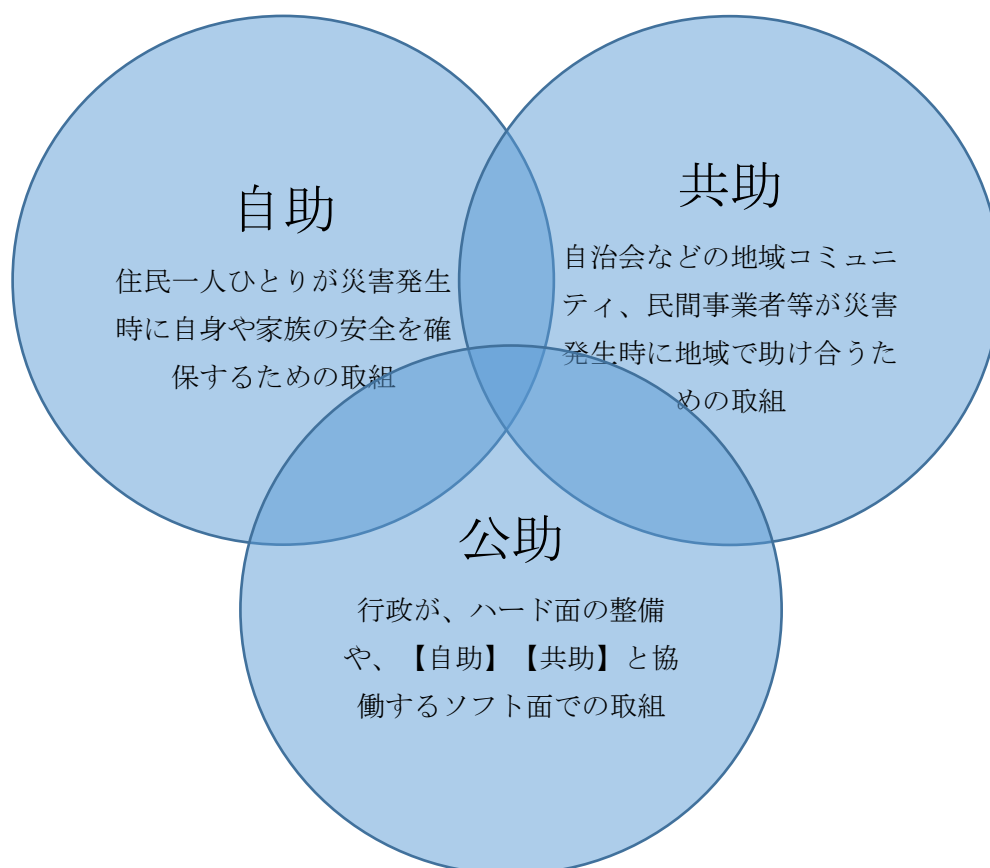 自助
住民一人ひとりが災害発生
時に自身や家族の安全を確
保するための取組
共助
自治会などの地域コミュニ
ティ、民間事業者等が災害
発生時に地域で助け合うた
めの取組
公助
行政が、ハード面の整備
や、【自助】【共助】と協
働するソフト面での取組